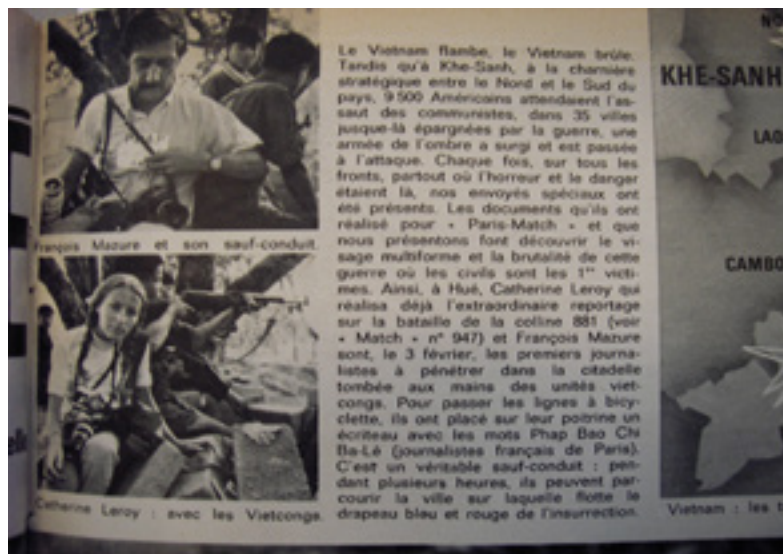 François Mazure et son sauf-conduit.
Catherine Leroy : avec les Vietcongs.
Le Vietnam flambe, le Vietnam brûle.
Tandis qu'à Khe-Sanh, à la charnière
stratégique entre le Nord et le Sud du
pays, 9 500 Américains attendaient l'as-
saut des communistes, dans 35 villes
jusque-là épargnées par la guerre, une
armée de l'ombre a surgi et est passée
à l'attaque. Chaque fois, sur tous les
fronts, partout où l'horreur et le danger
étaient là, nos envoyés spéciaux ont
été présents. Les documents qu'ils ont
réalisé pour « Paris-Match » et que
nous présentons font découvrir le vi-
sage multiforme et la brutalité de cette
guerre où les civils sont les 1ers victi-
mes. Ainsi, à Hué, Catherine Leroy qui
réalisa déjà l'extraordinaire reportage
sur la bataille de la colline 881 (voir
« Match » n° 947) et François Mazure
sont, le 3 février, les premiers journa-
listes à pénétrer dans la citadelle
tombée aux mains des unités viet-
congs. Pour passer les lignes à bicy-
clette, ils ont placé sur leur poitrine un
écriteau avec les mots Phap Bao Chi
Ba-Lê (journalistes français de Paris).
C'est un véritable sauf-conduit : pen-
dant plusieurs heures, ils peuvent par-
courir la ville sur laquelle flotte le
drapeau bleu et rouge de l'insurrection.
KHE-SANH
LAO
CAMBO
Vietnam : les